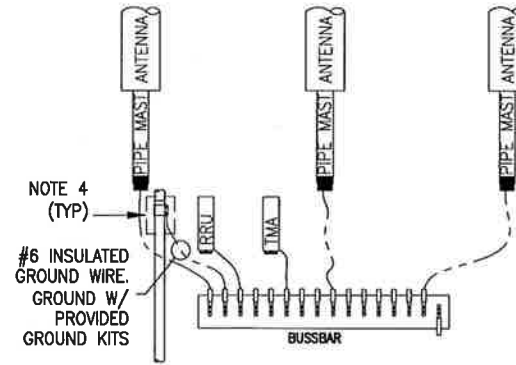 ANTENNA
PIPE MAST
ANTENNA
PIPE MAST
ANTENNA
PIPE MAST
NOTE 4
(TYP)
RRU
TMA
#6 INSULATED
GROUND WIRE.
GROUND W/
PROVIDED
GROUND KITS
BUSSBAR